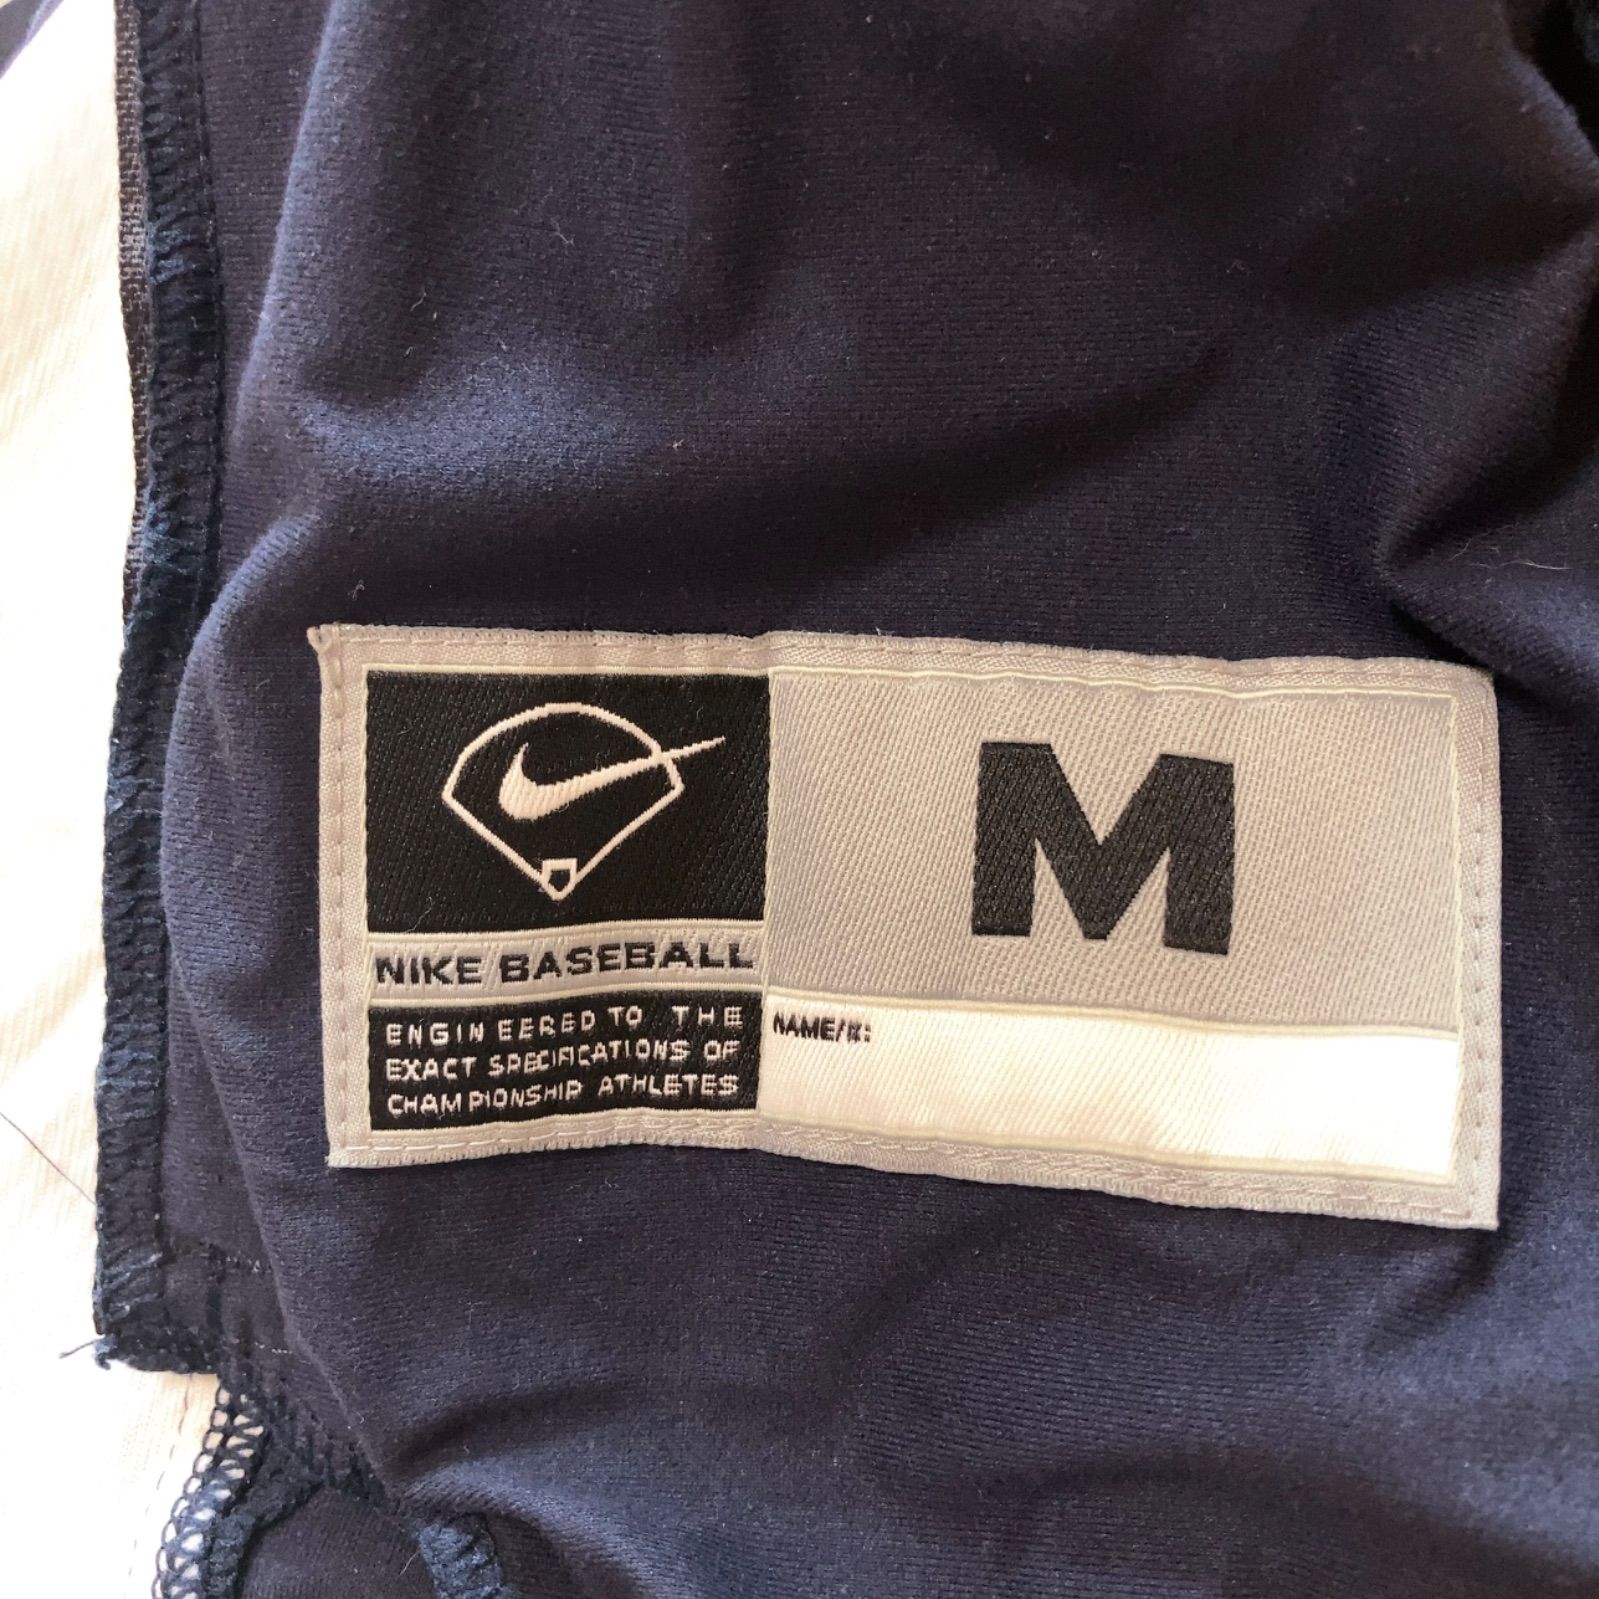 M
NIKE BASEBALL
ENGINEERED TO THE
EXACT SPECIFICATIONS OF
CHAMPIONSHIP ATHLETES
NAME/#: